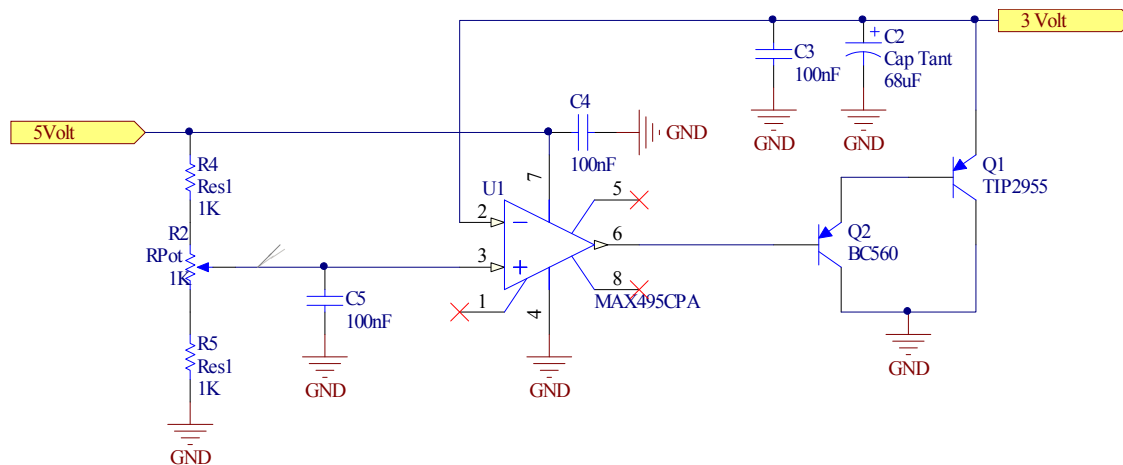 3 Volt
C3
100nF
C2
Cap Tant
68uF
+
GND
GND
5Volt
C4
100nF
GND
R4
Res1
1K
R2
RPot
1K
R5
Res1
1K
GND
C5
100nF
GND
U1
7
2
3
5
6
8
1
4
MAX495CPA
GND
Q2
BC560
Q1
TIP2955
GND